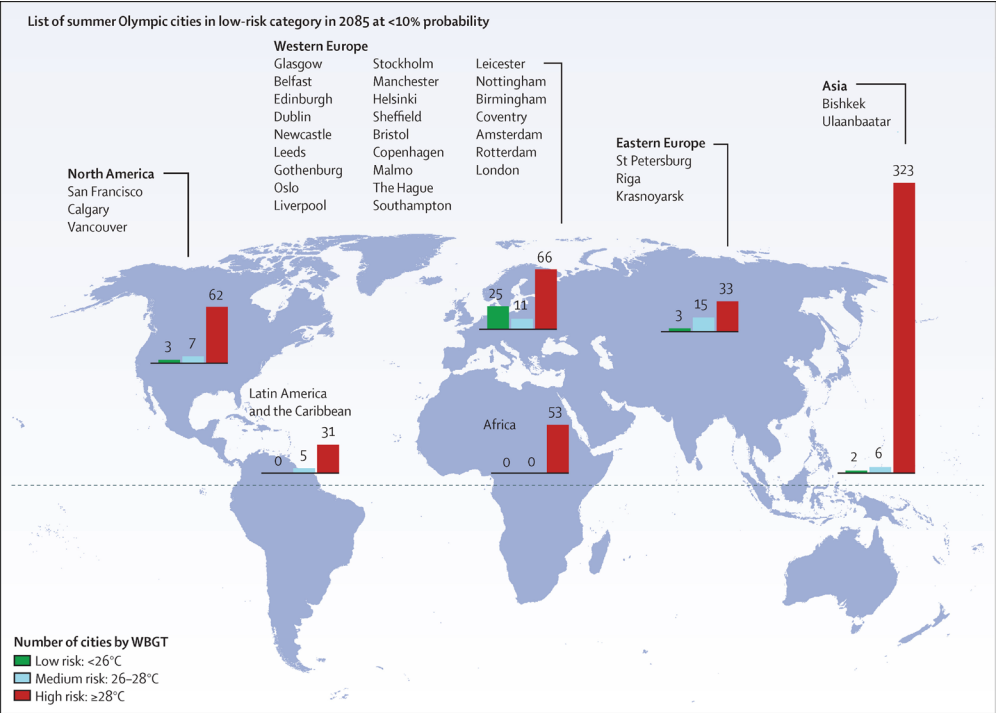 List of summer Olympic cities in low-risk category in 2085 at <10% probability
Western Europe
Glasgow
Belfast
Edinburgh
Dublin
Newcastle
Leeds
Gothenburg
Oslo
Liverpool
Stockholm
Manchester
Helsinki
Sheffield
Bristol
Copenhagen
Malmo
The Hague
Southampton
Leicester
Nottingham
Birmingham
Coventry
Amsterdam
Rotterdam
London
Asia
Bishkek
Ulaanbaatar
Eastern Europe
St Petersburg
Riga
Krasnoyarsk
North America
San Francisco
Calgary
Vancouver
3 7 62
25 11 66
3 15 33
2 6 323
Latin America
and the Caribbean
0 5 31
Africa
0 0 53
Number of cities by WBGT
Low risk: <26°C
Medium risk: 26–28°C
High risk: ≥28°C